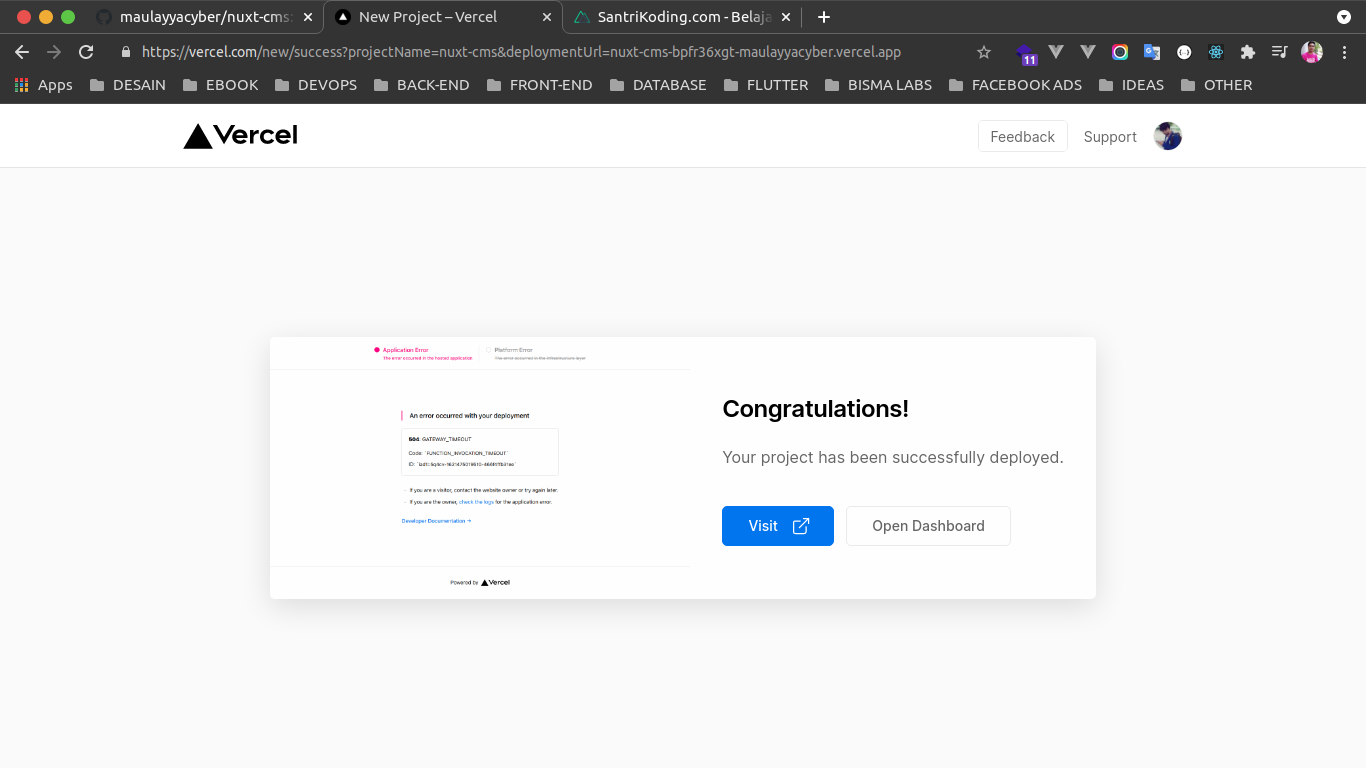 maulayyacyber/nuxt-cms:
New Project – Vercel
SantriKoding.com - Belaja
https://vercel.com/new/success?projectName=nuxt-cms&deploymentUrl=nuxt-cms-bpfr36xgt-maulayyacyber.vercel.app
11
Apps DESAIN EBOOK DEVOPS BACK-END FRONT-END DATABASE FLUTTER BISMA LABS FACEBOOK ADS IDEAS OTHER
Vercel
Feedback Support
Application Error
The error occurred in the hosted application.
Platform Error
The error occurred in the infrastructure layer.
An error occurred with your deployment
504: GATEWAY_TIMEOUT
Code: `FUNCTION_INVOCATION_TIMEOUT`
ID:
If you are a visitor, contact the website owner or try again later.
If you are the owner, check the logs for the application error.
Developer Documentation →
Powered by Vercel
Congratulations!
Your project has been successfully deployed.
Visit
Open Dashboard